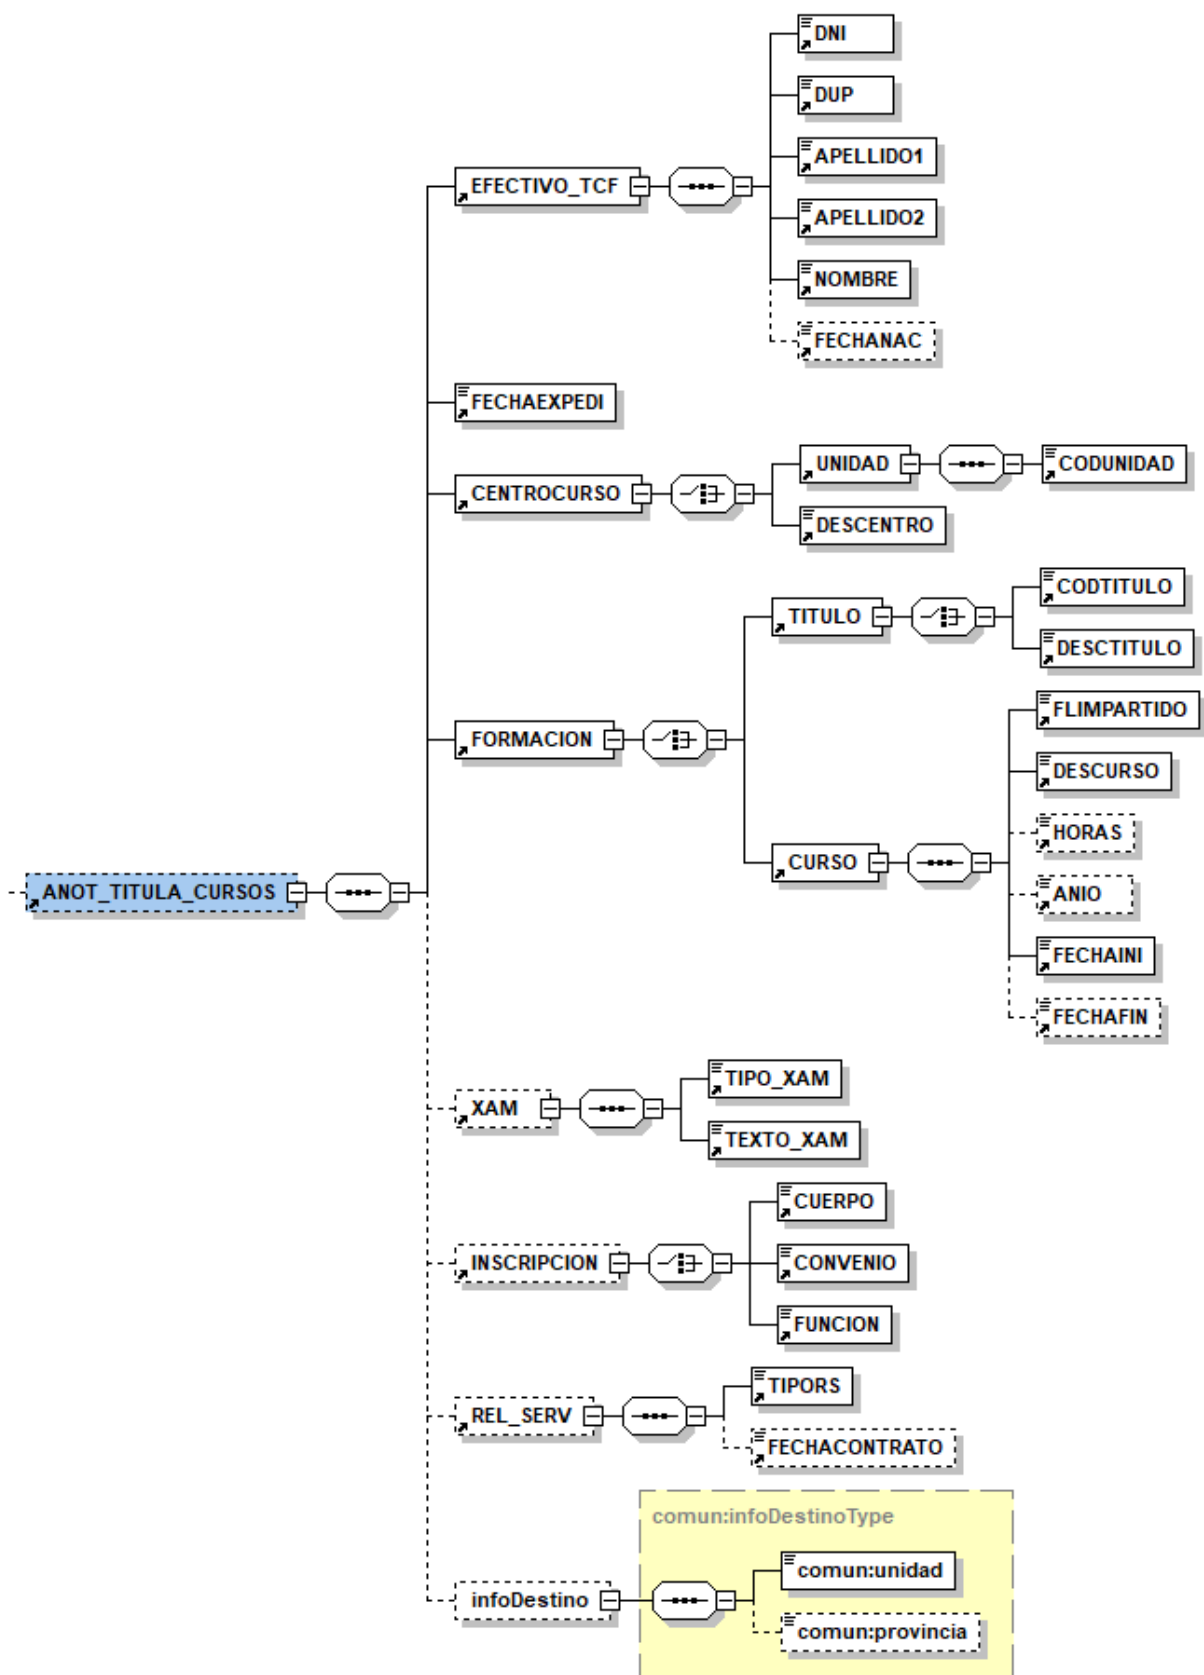 DNI
DUP
APELLIDO1
EFECTIVO_TCF
APELLIDO2
NOMBRE
FECHANAC
FECHAEXPEDI
UNIDAD
CODUNIDAD
CENTROCURSO
DESCENTRO
CODTITULO
TITULO
DESCTITULO
FLIMPARTIDO
FORMACION
DESCURSO
HORAS
CURSO
ANOT_TITULA_CURSOS
ANIO
FECHAINI
FECHAFIN
TIPO_XAM
XAM
TEXTO_XAM
CUERPO
INSCRIPCION
CONVENIO
FUNCION
TIPORS
REL_SERV
FECHACONTRATO
comun:infoDestinoType
comun:unidad
infoDestino
comun:provincia